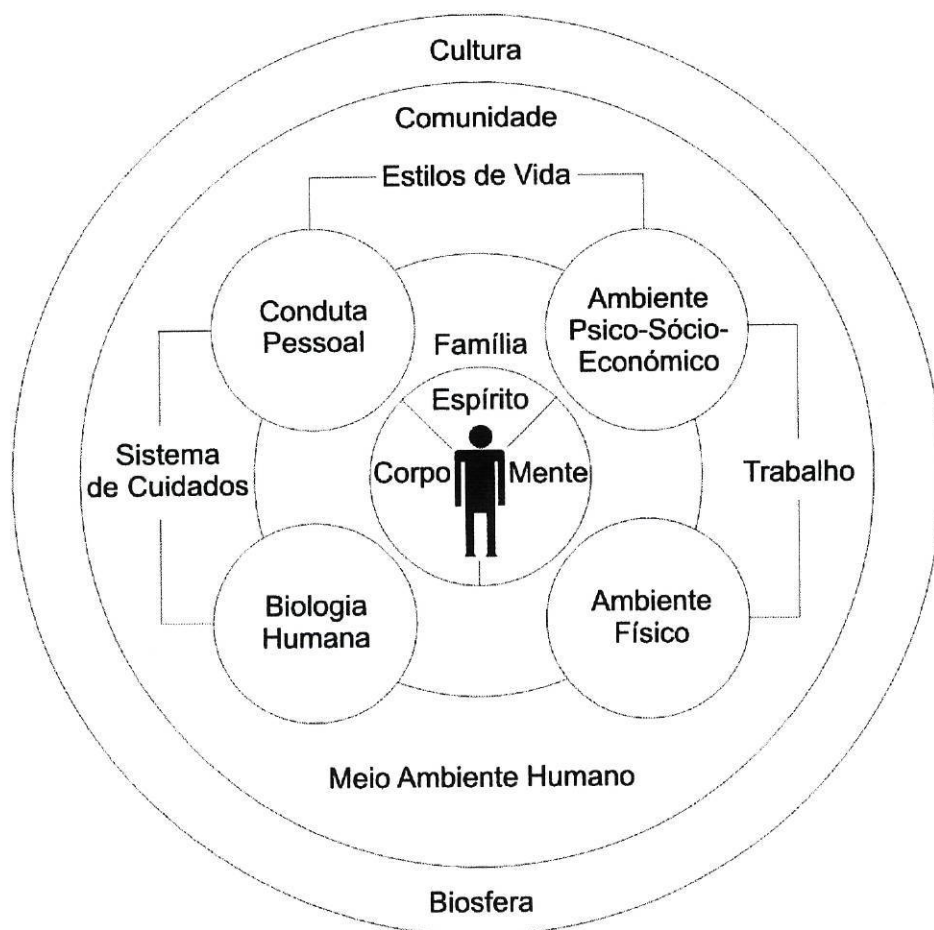 Cultura
Comunidade
Estilos de Vida
Conduta
Pessoal
Ambiente
Psico-Sócio-
Económico
Família
Espírito
Corpo
Mente
Sistema
de Cuidados
Trabalho
Biologia
Humana
Ambiente
Físico
Meio Ambiente Humano
Biosfera